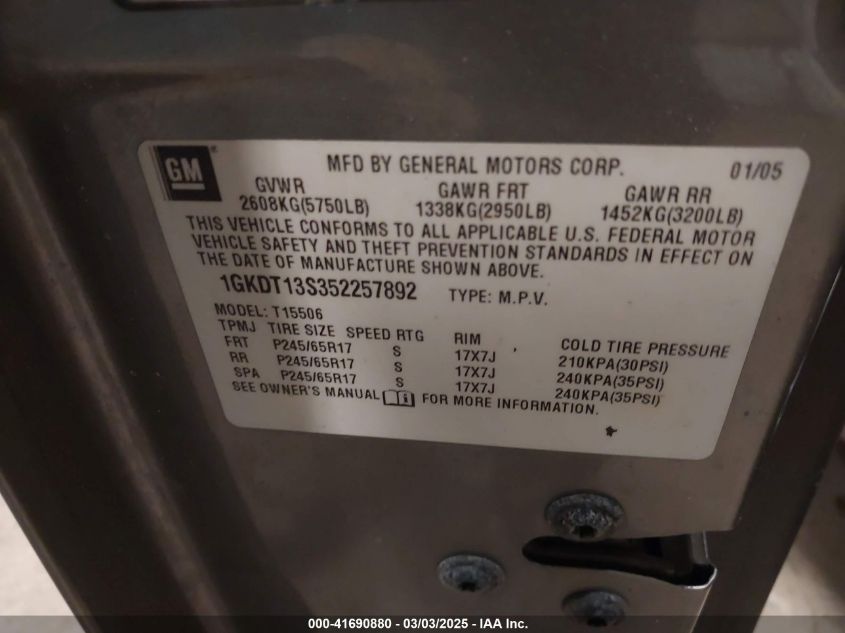 GM
MFD BY GENERAL MOTORS CORP. 01/05
GVWR GAWR FRT GAWR RR
2608KG(5750LB) 1338KG(2950LB) 1452KG(3200LB)
THIS VEHICLE CONFORMS TO ALL APPLICABLE U.S. FEDERAL MOTOR
VEHICLE SAFETY AND THEFT PREVENTION STANDARDS IN EFFECT ON
THE DATE OF MANUFACTURE SHOWN ABOVE.
1GKDT13S352257892 TYPE: M.P.V.
MODEL: T15506
TPMJ TIRE SIZE SPEED RTG RIM COLD TIRE PRESSURE
FRT P245/65R17 S 17X7J 210KPA(30PSI)
RR P245/65R17 S 17X7J 240KPA(35PSI)
SPA P245/65R17 S 17X7J 240KPA(35PSI)
SEE OWNER'S MANUAL FOR MORE INFORMATION.
000-41690880 - 03/03/2025 - IAA Inc.